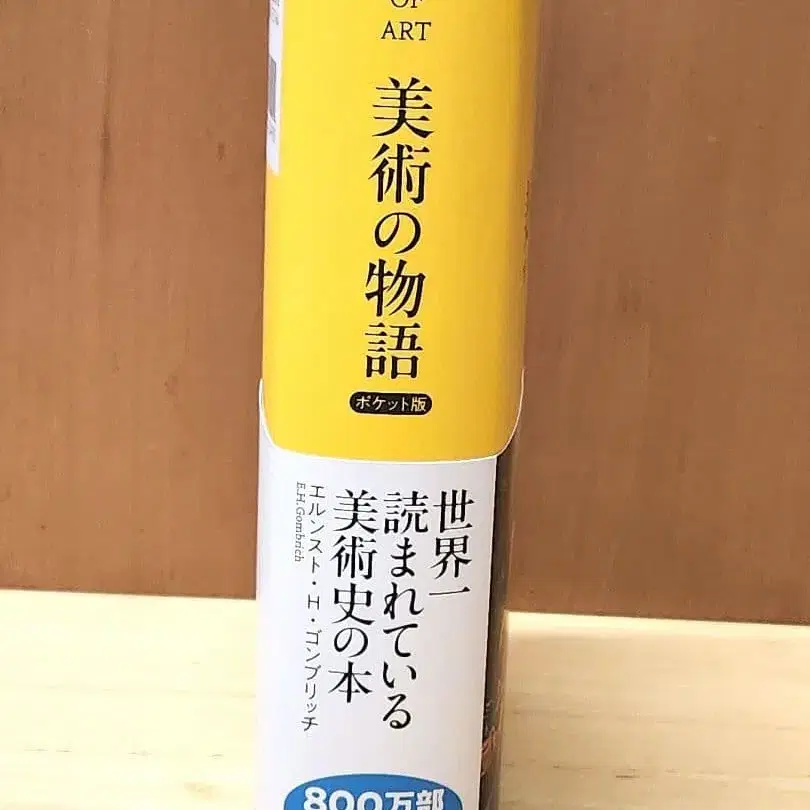 OF
ART
美術の物語
ポケット版
世界一
読まれている
美術史の本
エルンスト・H・ゴンブリッチ
E.H.Gombrich
800万部